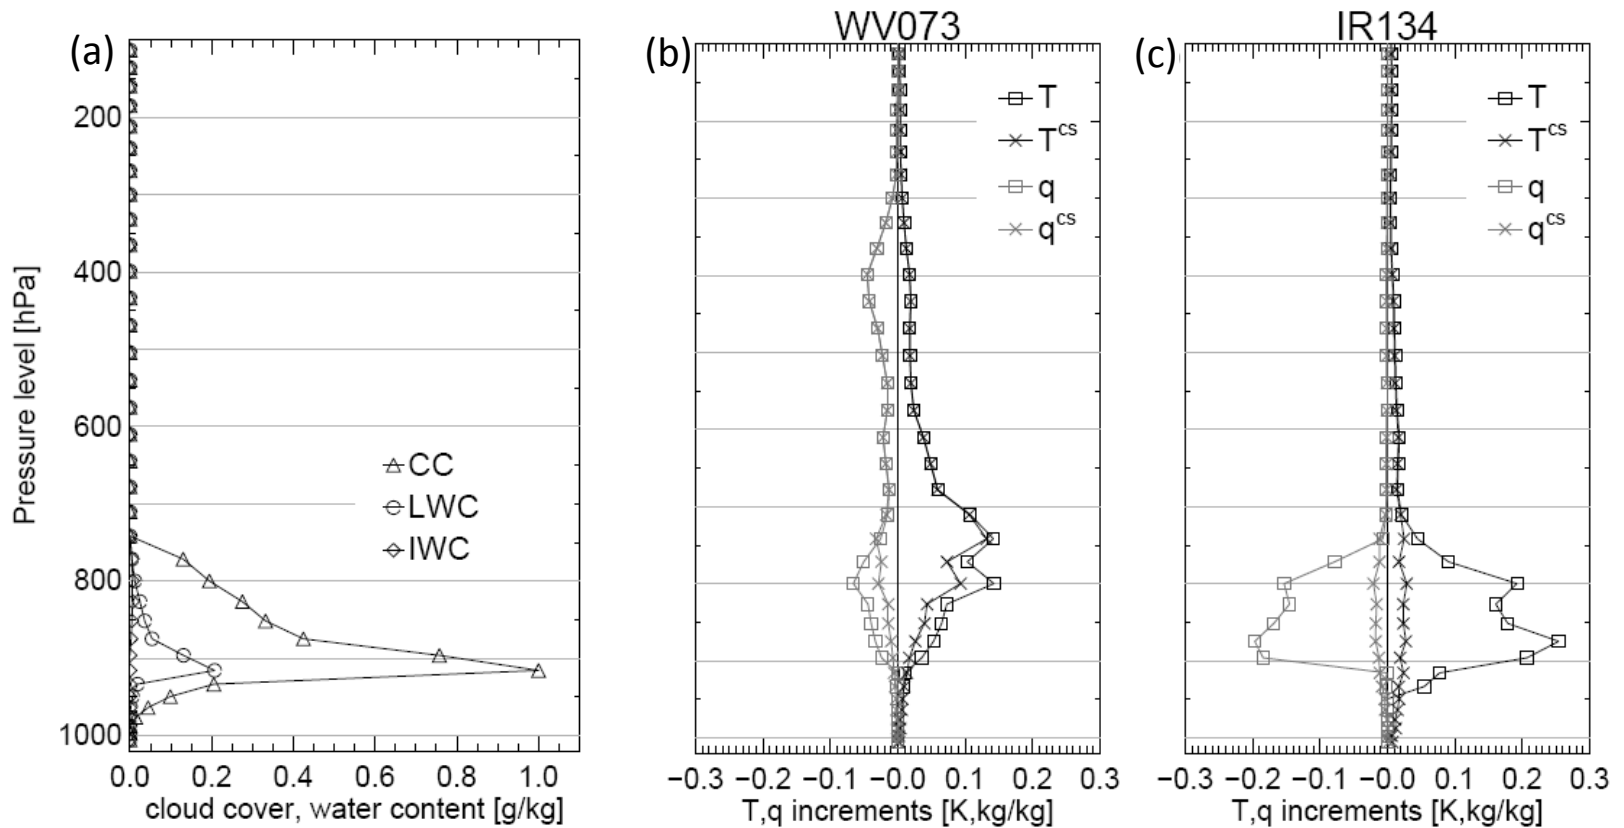 WV073
IR134
(a)
(b)
(c)
Pressure level [hPa]
200
400
600
800
1000
CC
LWC
IWC
0.0 0.2 0.4 0.6 0.8 1.0
cloud cover, water content [g/kg]
T
T^cs
q
q^cs
−0.3 −0.2 −0.1 −0.0 0.1 0.2 0.3
T,q increments [K,kg/kg]
T
T^cs
q
q^cs
−0.3 −0.2 −0.1 −0.0 0.1 0.2 0.3
T,q increments [K,kg/kg]